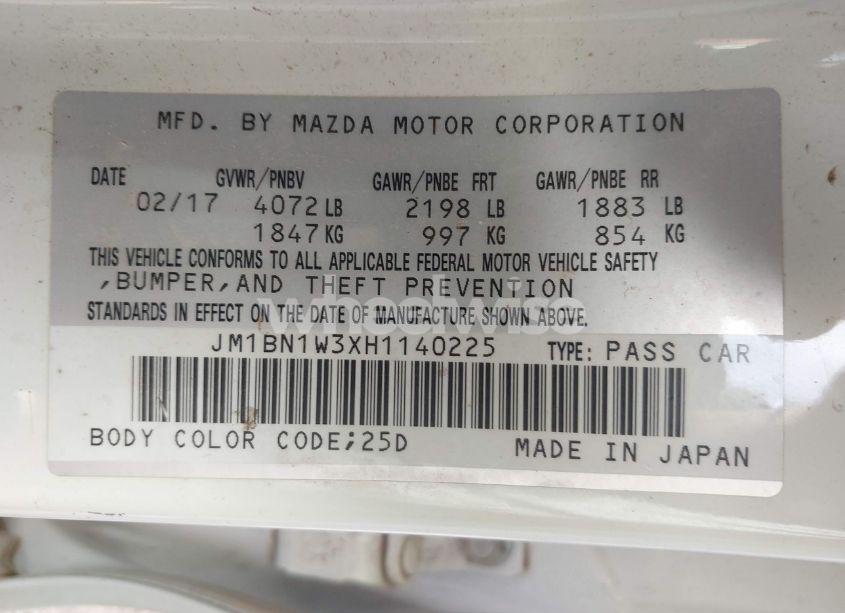 MFD. BY MAZDA MOTOR CORPORATION
DATE GVWR/PNBV GAWR/PNBE FRT GAWR/PNBE RR
02/17 4072 LB 2198 LB 1883 LB
1847 KG 997 KG 854 KG
THIS VEHICLE CONFORMS TO ALL APPLICABLE FEDERAL MOTOR VEHICLE SAFETY
,BUMPER,AND THEFT PREVENTION
STANDARDS IN EFFECT ON THE DATE OF MANUFACTURE SHOWN ABOVE.
wheelwise
JM1BN1W3XH1140225 TYPE: PASS CAR
BODY COLOR CODE;25D MADE IN JAPAN